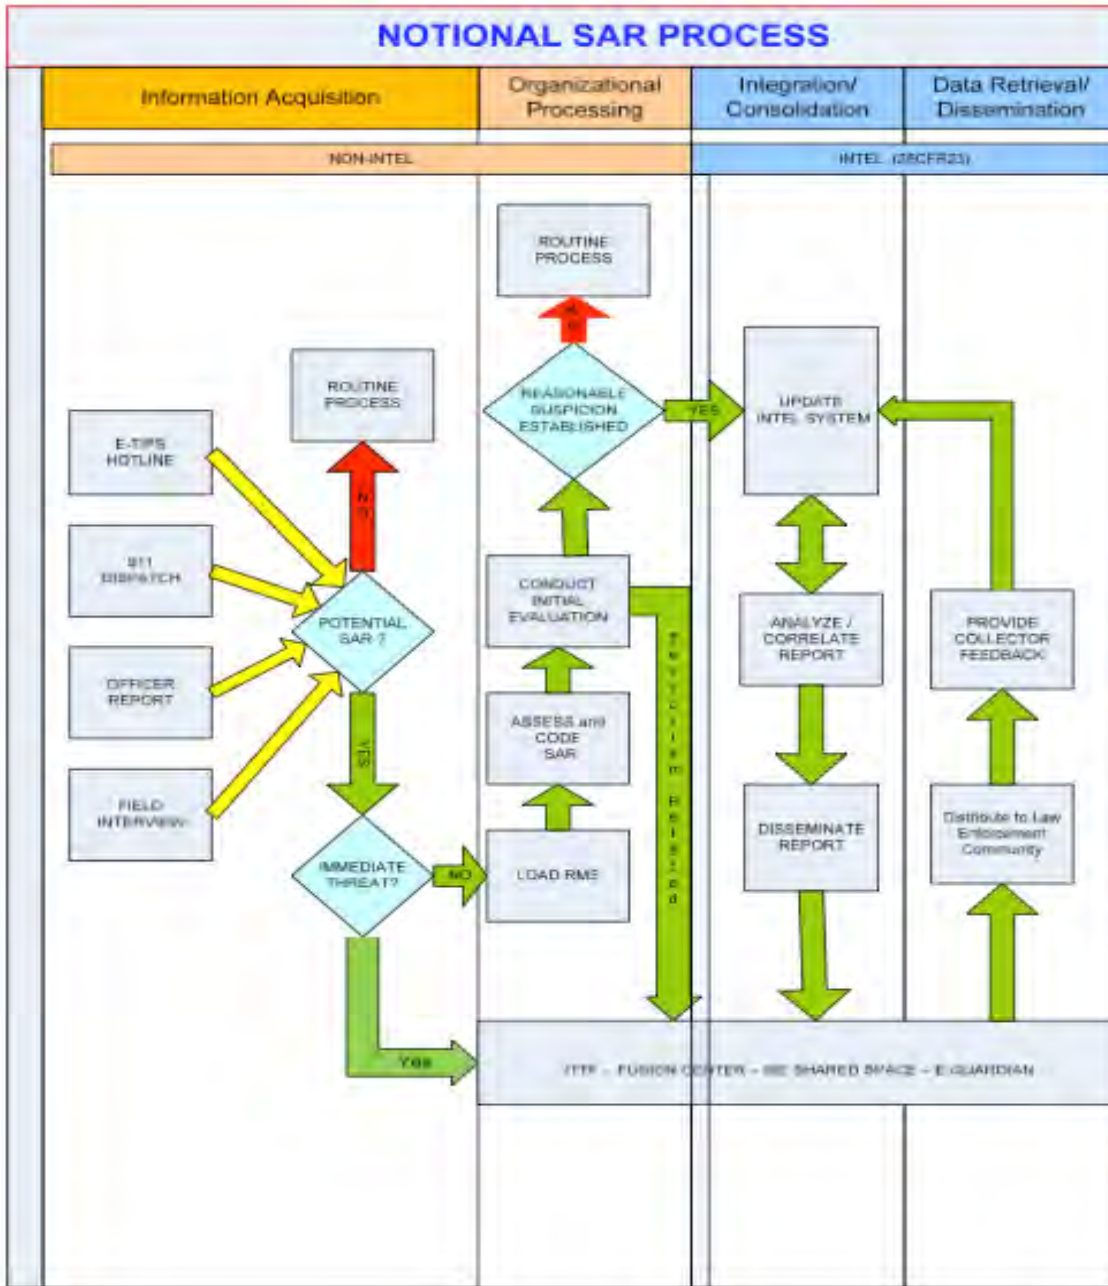 NOTIONAL SAR PROCESS
Information Acquisition
Organizational
Processing
Integration/
Consolidation
Data Retrieval/
Dissemination
NON-INTEL
INTEL (28CFR23)
ROUTINE
PROCESS
NO
REASONABLE
SUSPICION
ESTABLISHED
YES
UPDATE
INTEL SYSTEM
ROUTINE
PROCESS
NO
E-TIPS
HOTLINE
911
DISPATCH
OFFICER
REPORT
FIELD
INTERVIEW
POTENTIAL
SAR ?
YES
IMMEDIATE
THREAT?
NO
Yes
CONDUCT
INITIAL
EVALUATION
ASSESS and
CODE
SAR
LOAD RMS
Terrorism Related
ANALYZE /
CORRELATE
REPORT
DISSEMINATE
REPORT
PROVIDE
COLLECTOR
FEEDBACK
Distribute to Law
Enforcement
Community
JTTF – FUSION CENTER – ISE SHARED SPACE – E GUARDIAN